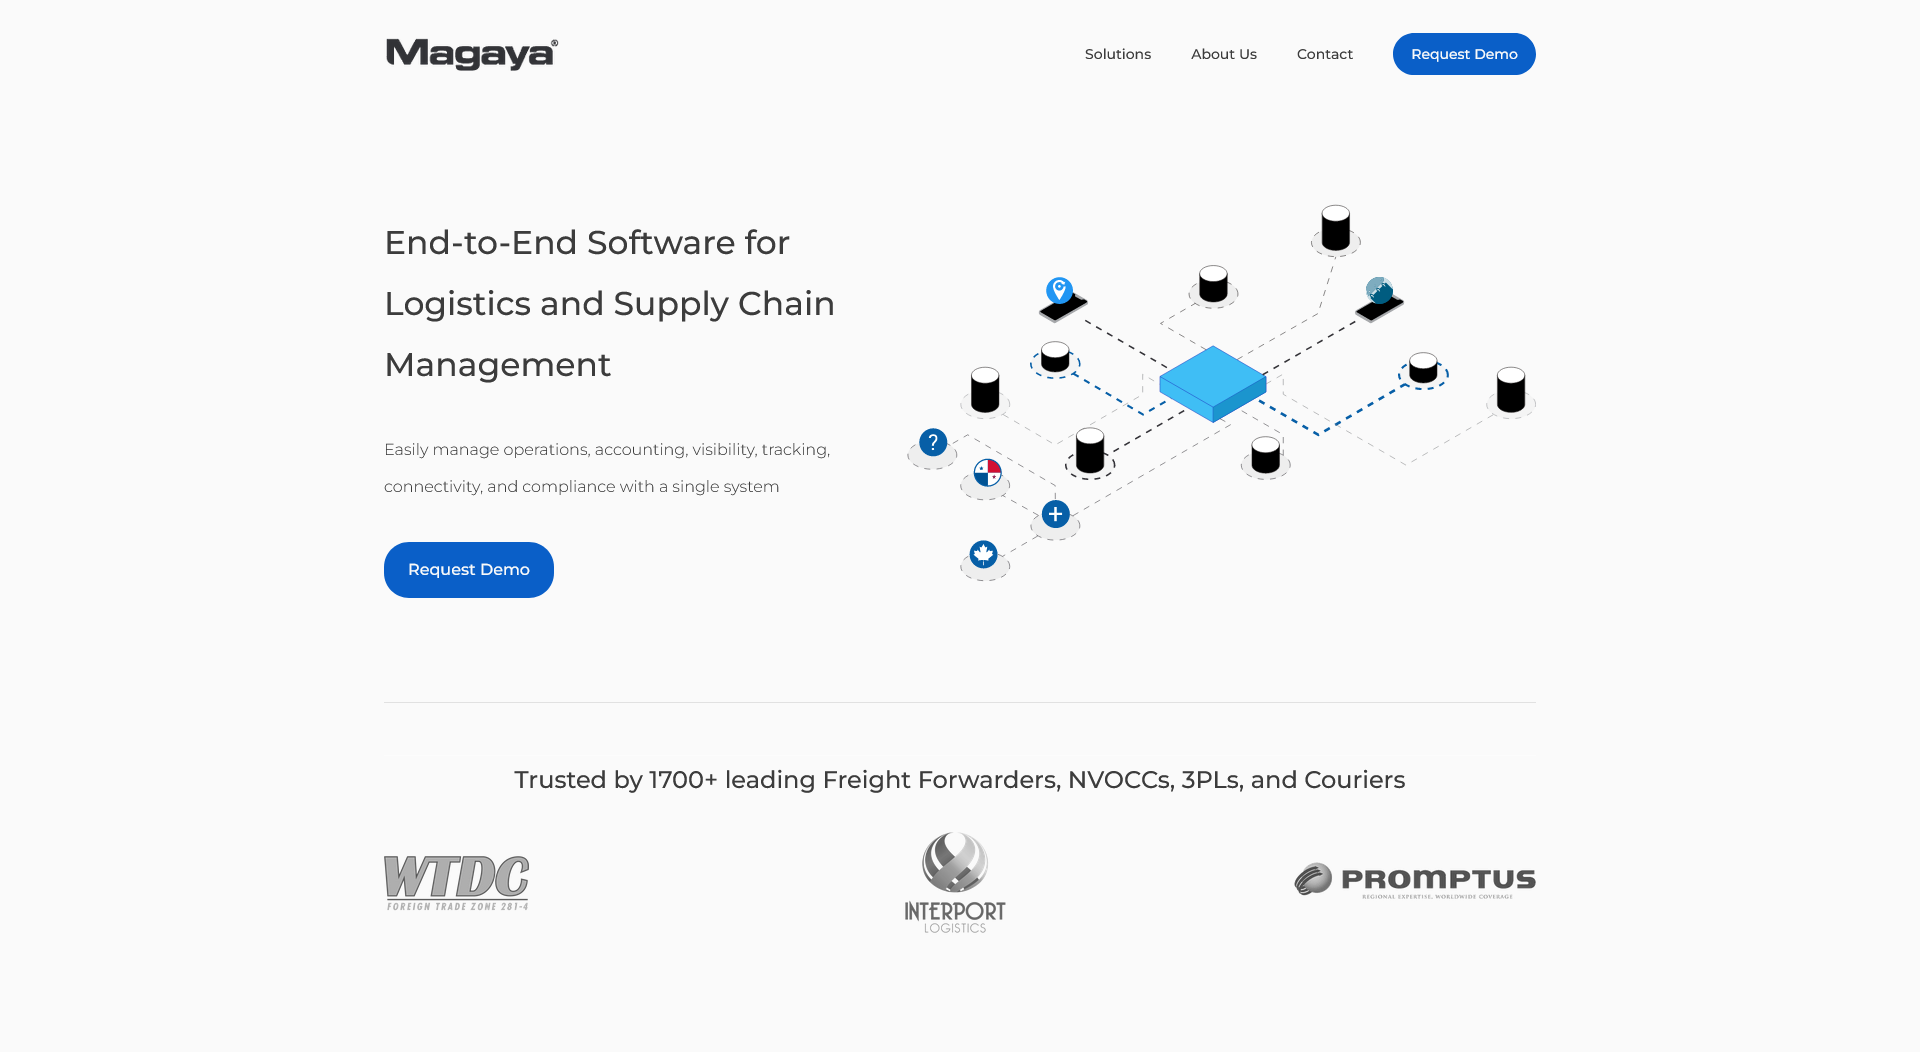 Magaya®
Solutions
About Us
Contact
Request Demo
End-to-End Software for
Logistics and Supply Chain
Management
Easily manage operations, accounting, visibility, tracking,
connectivity, and compliance with a single system
Request Demo
?
+
Trusted by 1700+ leading Freight Forwarders, NVOCCs, 3PLs, and Couriers
WTDC
FOREIGN TRADE ZONE 281-4
INTERPORT
LOGISTICS
PROMPTUS
REGIONAL EXPERTISE, WORLDWIDE COVERAGE